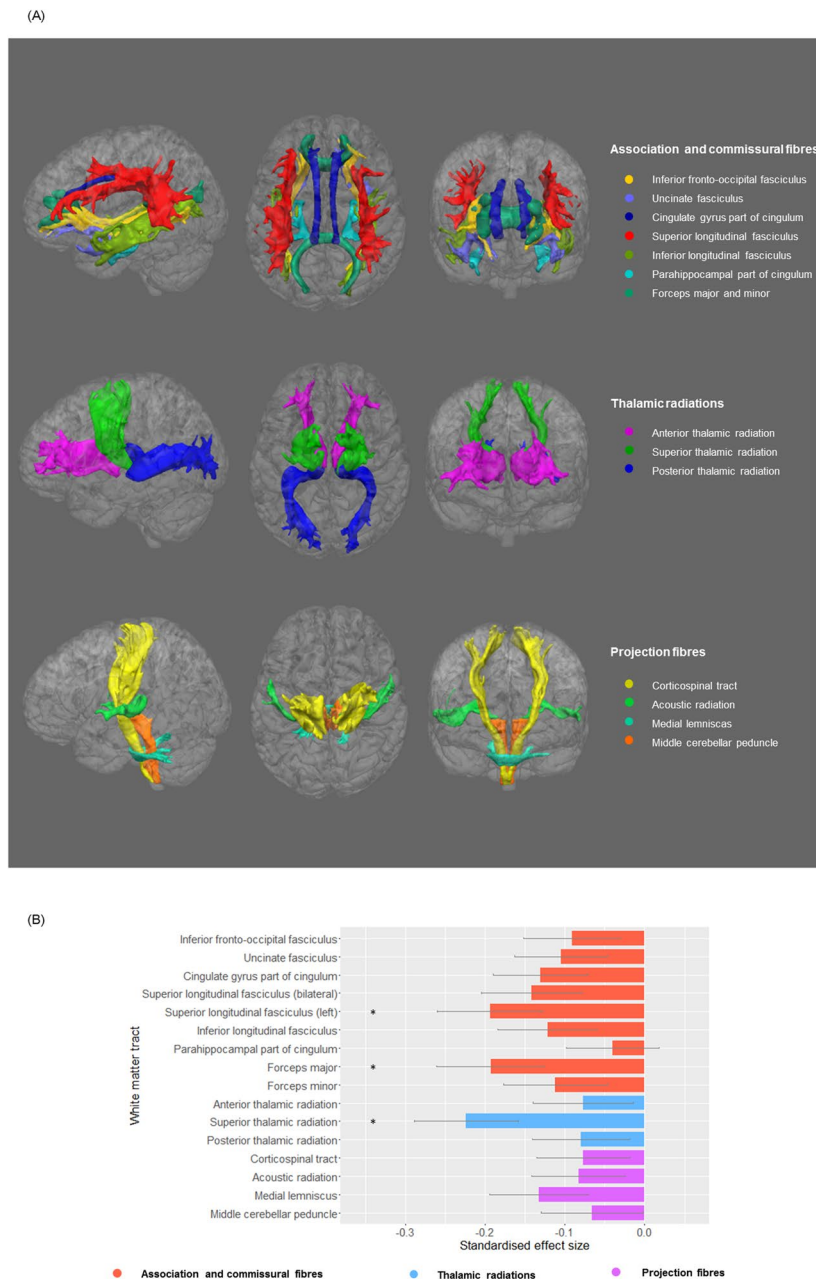 (A)
Association and commissural fibres
Inferior fronto-occipital fasciculus
Uncinate fasciculus
Cingulate gyrus part of cingulum
Superior longitudinal fasciculus
Inferior longitudinal fasciculus
Parahippocampal part of cingulum
Forceps major and minor
Thalamic radiations
Anterior thalamic radiation
Superior thalamic radiation
Posterior thalamic radiation
Projection fibres
Corticospinal tract
Acoustic radiation
Medial lemniscas
Middle cerebellar peduncle
(B)
White matter tract
Inferior fronto-occipital fasciculus
Uncinate fasciculus
Cingulate gyrus part of cingulum
Superior longitudinal fasciculus (bilateral)
Superior longitudinal fasciculus (left) *
Inferior longitudinal fasciculus
Parahippocampal part of cingulum
Forceps major *
Forceps minor
Anterior thalamic radiation
Superior thalamic radiation *
Posterior thalamic radiation
Corticospinal tract
Acoustic radiation
Medial lemniscus
Middle cerebellar peduncle
-0.3 -0.2 -0.1 0.0
Standardised effect size
Association and commissural fibres Thalamic radiations Projection fibres